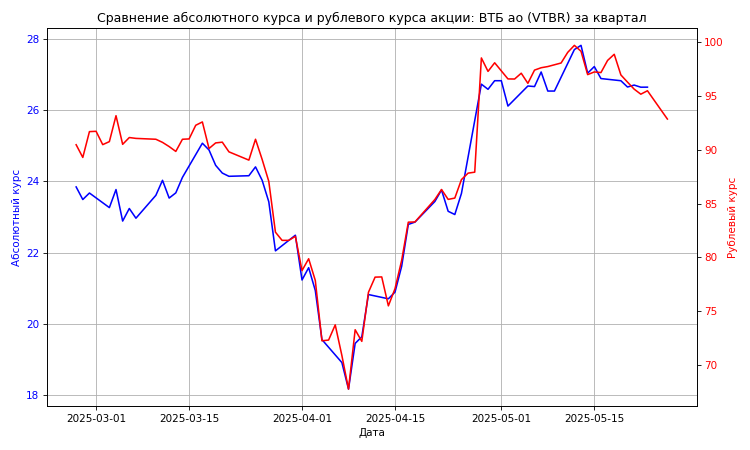 Сравнение абсолютного курса и рублевого курса акции: ВТБ ао (VTBR) за квартал
28
26
24
22
20
18
Абсолютный курс
100
95
90
85
80
75
70
Рублевый курс
2025-03-01 2025-03-15 2025-04-01 2025-04-15 2025-05-01 2025-05-15
Дата